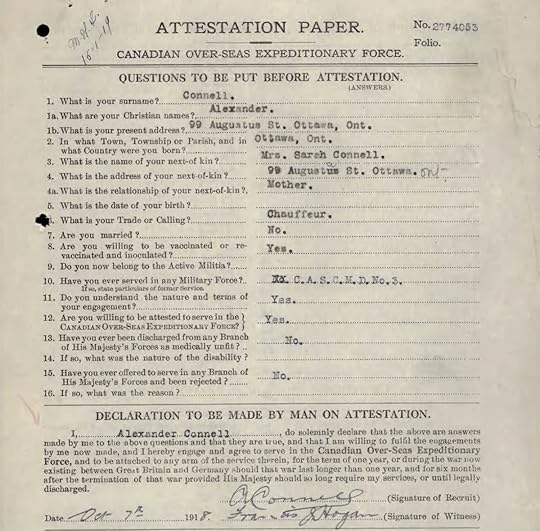 M.H.C.
16-1-19
ATTESTATION PAPER.
No. 2774053
Folio.
CANADIAN OVER-SEAS EXPEDITIONARY FORCE.
QUESTIONS TO BE PUT BEFORE ATTESTATION.
(ANSWERS)
1. What is your surname? Connell.
1a. What are your Christian names? Alexander.
1b. What is your present address? 99 Augustus St. Ottawa, Ont.
2. In what Town, Township or Parish, and in what Country were you born? Ottawa, Ont.
3. What is the name of your next-of kin? Mrs. Sarah Connell.
4. What is the address of your next-of-kin? 99 Augustus St. Ottawa. Ont
4a. What is the relationship of your next-of-kin? Mother.
5. What is the date of your birth?
6. What is your Trade or Calling? Chauffeur.
7. Are you married? No.
8. Are you willing to be vaccinated or re-
vaccinated and inoculated? Yes.
9. Do you now belong to the Active Militia?
10. Have you ever served in any Military Force? C.A.S.C.M.D.No.3.
If so, state particulars of former Service.
11. Do you understand the nature and terms of
your engagement? Yes.
12. Are you willing to be attested to serve in the
CANADIAN OVER-SEAS EXPEDITIONARY FORCE? Yes.
13. Have you ever been discharged from any Branch
of His Majesty's Forces as medically unfit? No.
14. If so, what was the nature of the disability?
15. Have you ever offered to serve in any Branch of
His Majesty's Forces and been rejected? No.
16. If so, what was the reason?
DECLARATION TO BE MADE BY MAN ON ATTESTATION.
I, Alexander Connell, do solemnly declare that the above are answers
made by me to the above questions and that they are true, and that I am willing to fulfil the engagements
by me now made, and I hereby engage and agree to serve in the Canadian Over-Seas Expeditionary
Force, and to be attached to any arm of the service therein, for the term of one year, or during the war now
existing between Great Britain and Germany should that war last longer than one year, and for six months
after the termination of that war provided His Majesty should so long require my services, or until legally
discharged.
A Connell (Signature of Recruit)
Date Oct 7th 1918. Francis J Hogan (Signature of Witness)